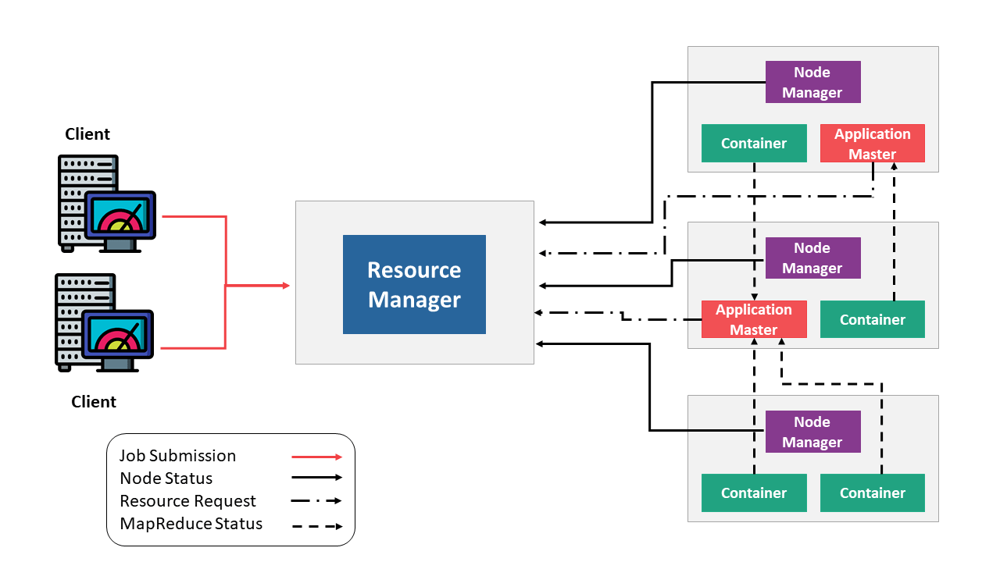 Client
Client
Resource
Manager
Node
Manager
Container
Application
Master
Node
Manager
Application
Master
Container
Node
Manager
Container
Container
Job Submission
Node Status
Resource Request
MapReduce Status